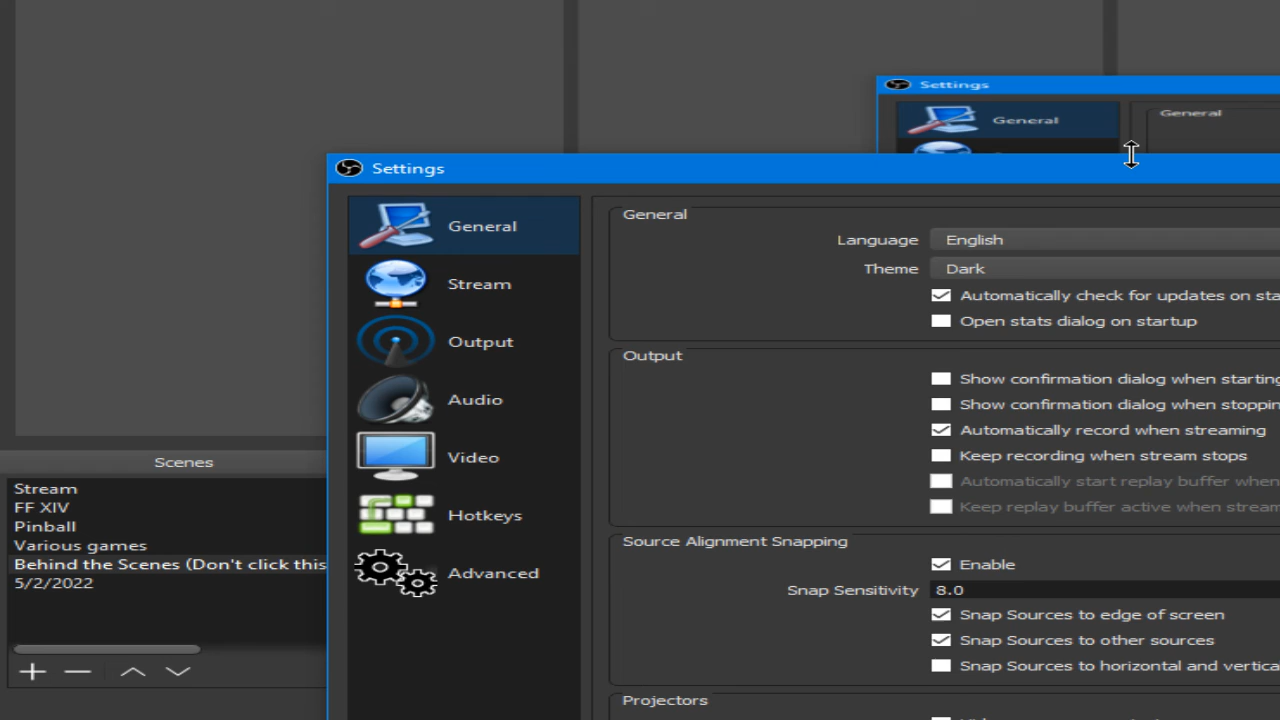 Settings
General
General
Settings
General
Stream
Output
Audio
Video
Hotkeys
Advanced
General
Language English
Theme Dark
Automatically check for updates on
Open stats dialog on startup
Output
Show confirmation dialog when starting
Show confirmation dialog when
Automatically record when streaming
Keep recording when stream stops
Automatically start replay buffer when
Keep replay buffer active when
Source Alignment Snapping
Enable
Snap Sensitivity 8.0
Snap Sources to edge of screen
Snap Sources to other sources
Snap Sources to horizontal and
Projectors
Scenes
Stream
FF XIV
Pinball
Various games
Behind the Scenes (Don't click this
5/2/2022